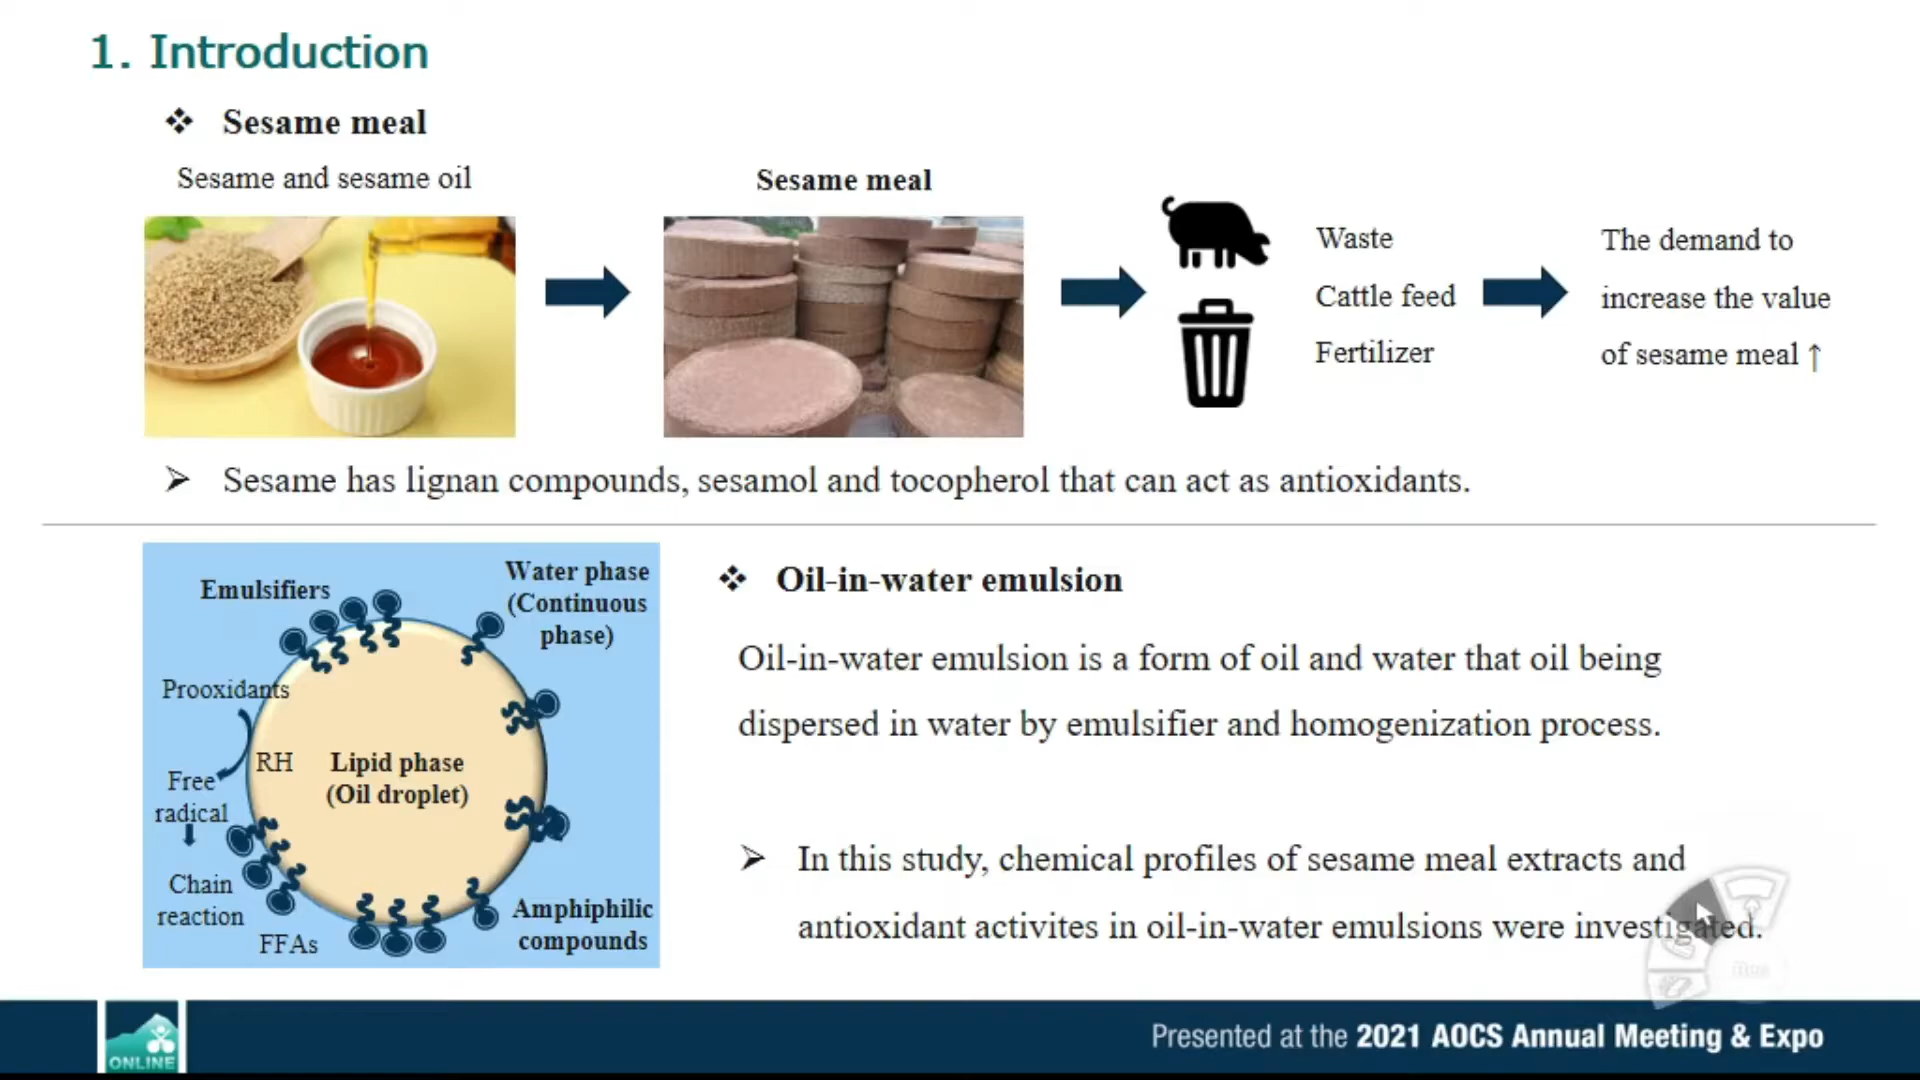 1. Introduction
❖ Sesame meal
Sesame and sesame oil
Sesame meal
Waste
Cattle feed
Fertilizer
The demand to
increase the value
of sesame meal ↑
➢ Sesame has lignan compounds, sesamol and tocopherol that can act as antioxidants.
Emulsifiers
Water phase
(Continuous
phase)
Prooxidants
RH
Free
radical
Lipid phase
(Oil droplet)
Chain
reaction
FFAs
Amphiphilic
compounds
❖ Oil-in-water emulsion
Oil-in-water emulsion is a form of oil and water that oil being
dispersed in water by emulsifier and homogenization process.
➢ In this study, chemical profiles of sesame meal extracts and
antioxidant activites in oil-in-water emulsions were investigated.
ONLINE
Presented at the 2021 AOCS Annual Meeting & Expo